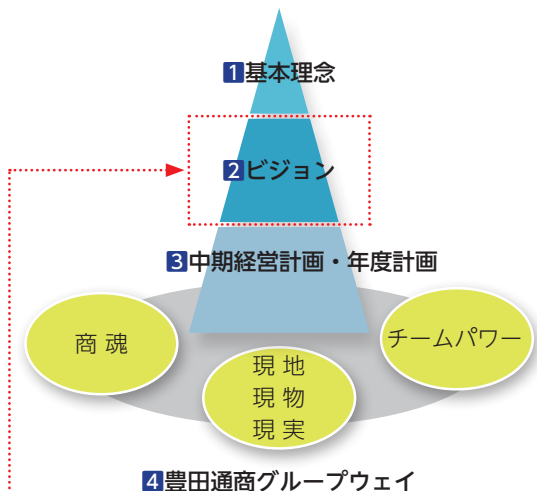 1基本理念
2ビジョン
3中期経営計画・年度計画
商魂
チームパワー
現地
現物
現実
4豊田通商グループウェイ